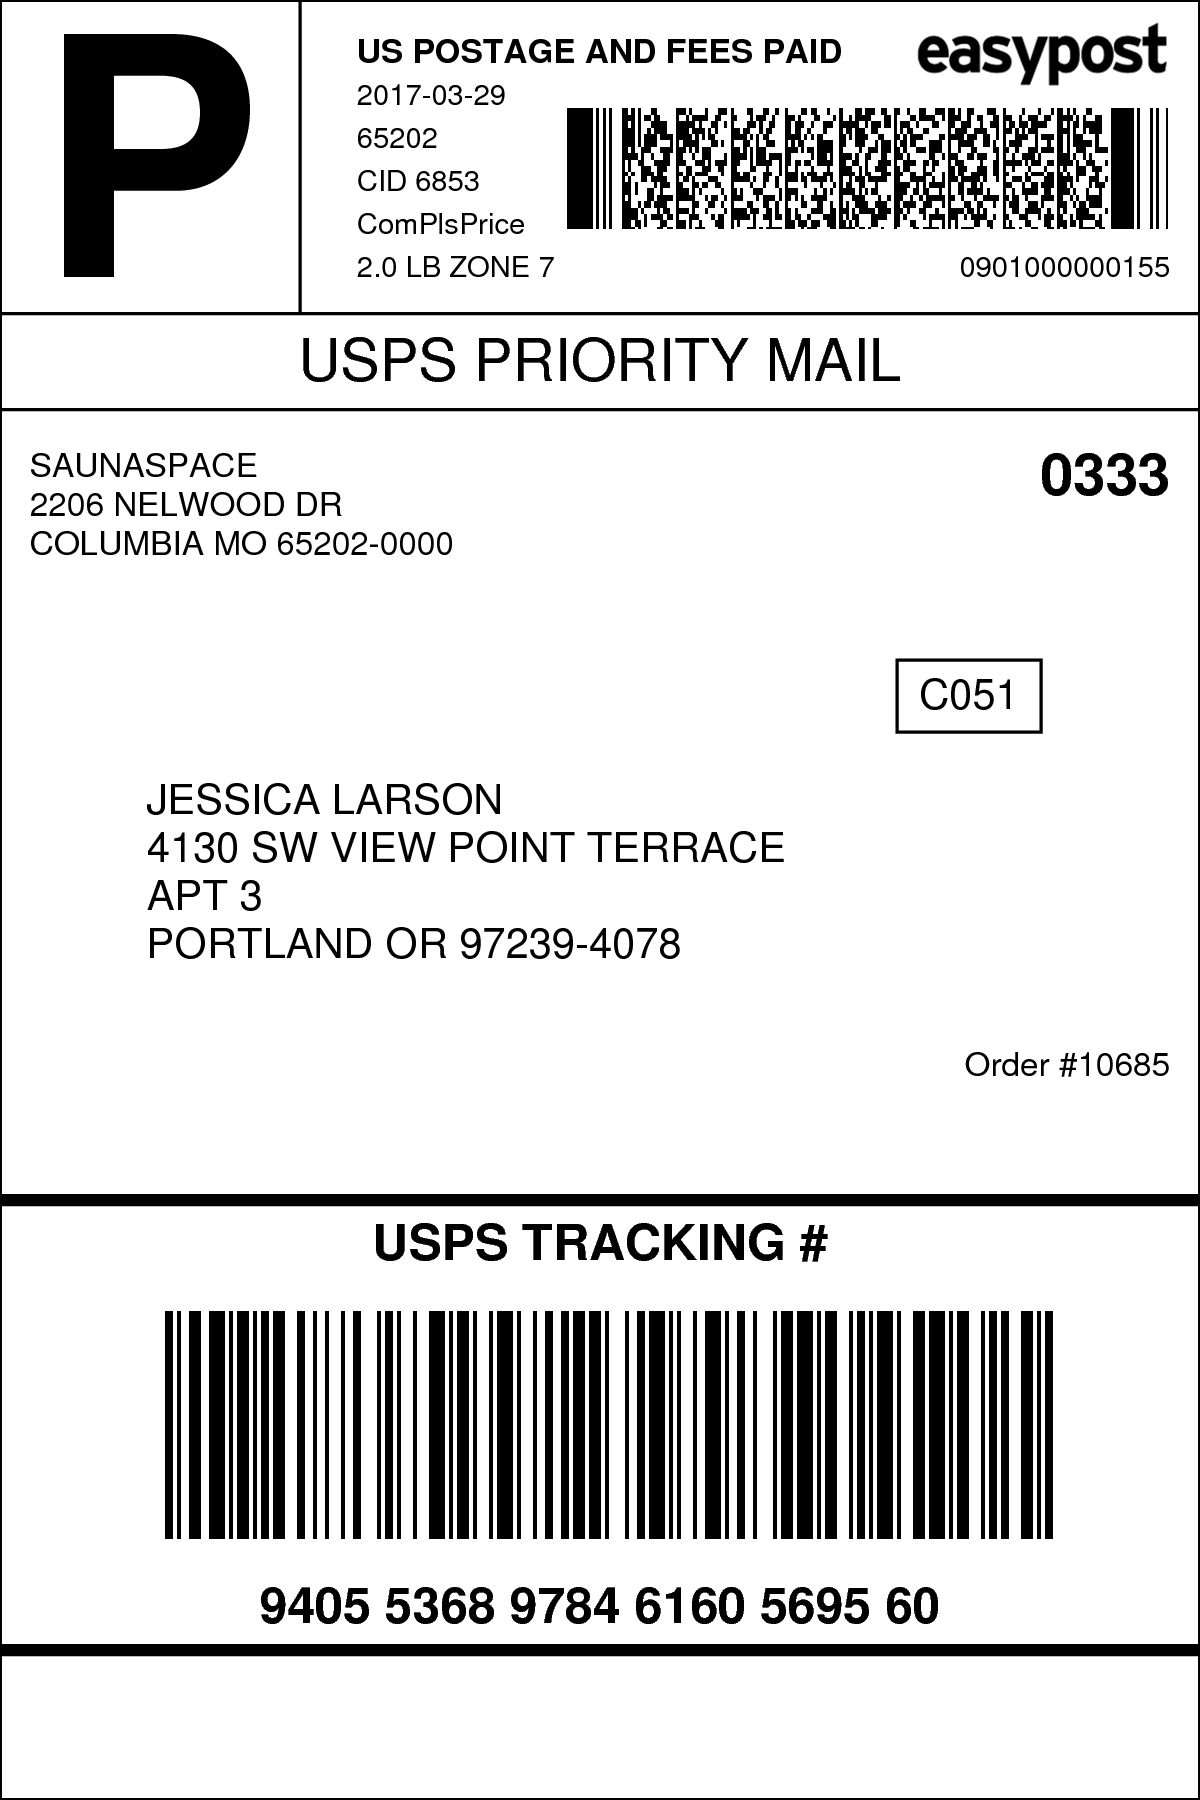 P
US POSTAGE AND FEES PAID
easypost
2017-03-29
65202
CID 6853
ComPlsPrice
2.0 LB ZONE 7
0901000000155
USPS PRIORITY MAIL
SAUNASPACE
2206 NELWOOD DR
COLUMBIA MO 65202-0000
0333
C051
JESSICA LARSON
4130 SW VIEW POINT TERRACE
APT 3
PORTLAND OR 97239-4078
Order #10685
USPS TRACKING #
9405 5368 9784 6160 5695 60